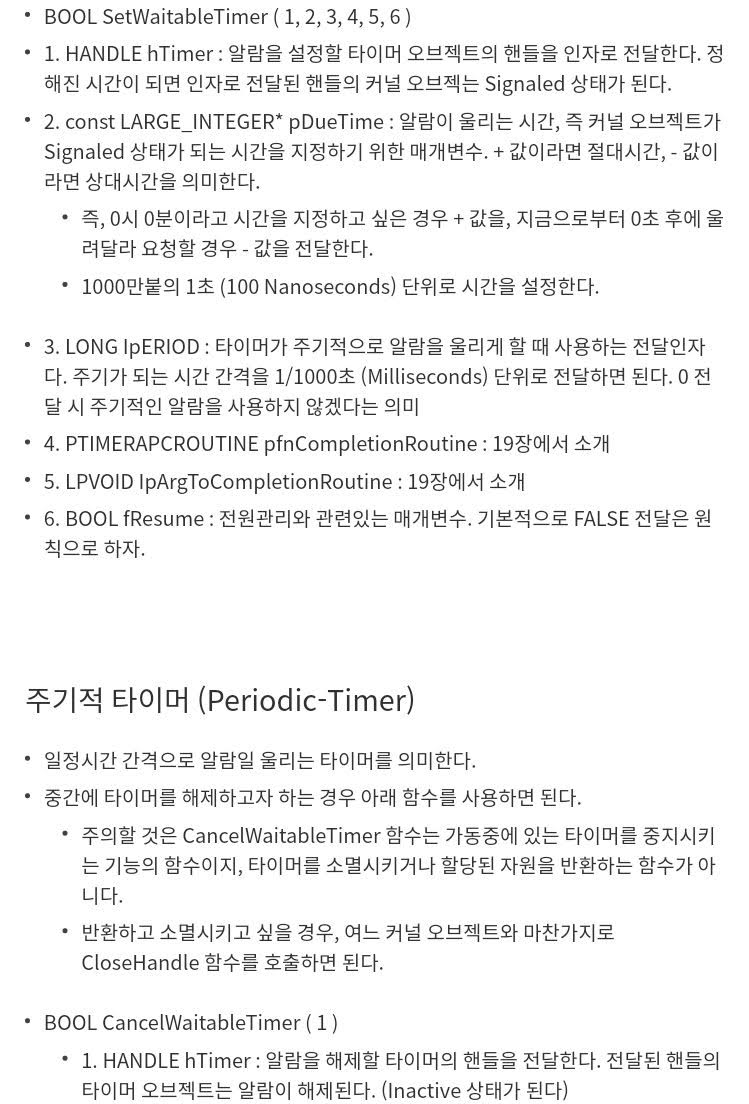 • BOOL SetWaitableTimer ( 1, 2, 3, 4, 5, 6 )
• 1. HANDLE hTimer : 알람을 설정할 타이머 오브젝트의 핸들을 인자로 전달한다. 정
해진 시간이 되면 인자로 전달된 핸들의 커널 오브젝는 Signaled 상태가 된다.
• 2. const LARGE_INTEGER* pDueTime : 알람이 울리는 시간, 즉 커널 오브젝트가
Signaled 상태가 되는 시간을 지정하기 위한 매개변수. + 값이라면 절대시간, - 값이
라면 상대시간을 의미한다.
• 즉, 0시 0분이라고 시간을 지정하고 싶은 경우 + 값을, 지금으로부터 0초 후에 울
려달라 요청할 경우 - 값을 전달한다.
• 1000만붙의 1초 (100 Nanoseconds) 단위로 시간을 설정한다.
• 3. LONG IpERIOD : 타이머가 주기적으로 알람을 울리게 할 때 사용하는 전달인자
다. 주기가 되는 시간 간격을 1/1000초 (Milliseconds) 단위로 전달하면 된다. 0 전
달 시 주기적인 알람을 사용하지 않겠다는 의미
• 4. PTIMERAPCROUTINE pfnCompletionRoutine : 19장에서 소개
• 5. LPVOID IpArgToCompletionRoutine : 19장에서 소개
• 6. BOOL fResume : 전원관리와 관련있는 매개변수. 기본적으로 FALSE 전달은 원
칙으로 하자.
주기적 타이머 (Periodic-Timer)
• 일정시간 간격으로 알람일 울리는 타이머를 의미한다.
• 중간에 타이머를 해제하고자 하는 경우 아래 함수를 사용하면 된다.
• 주의할 것은 CancelWaitableTimer 함수는 가동중에 있는 타이머를 중지시키
는 기능의 함수이지, 타이머를 소멸시키거나 할당된 자원을 반환하는 함수가 아
니다.
• 반환하고 소멸시키고 싶을 경우, 여느 커널 오브젝트와 마찬가지로
CloseHandle 함수를 호출하면 된다.
• BOOL CancelWaitableTimer ( 1 )
• 1. HANDLE hTimer : 알람을 해제할 타이머의 핸들을 전달한다. 전달된 핸들의
타이머 오브젝트는 알람이 해제된다. (Inactive 상태가 된다)